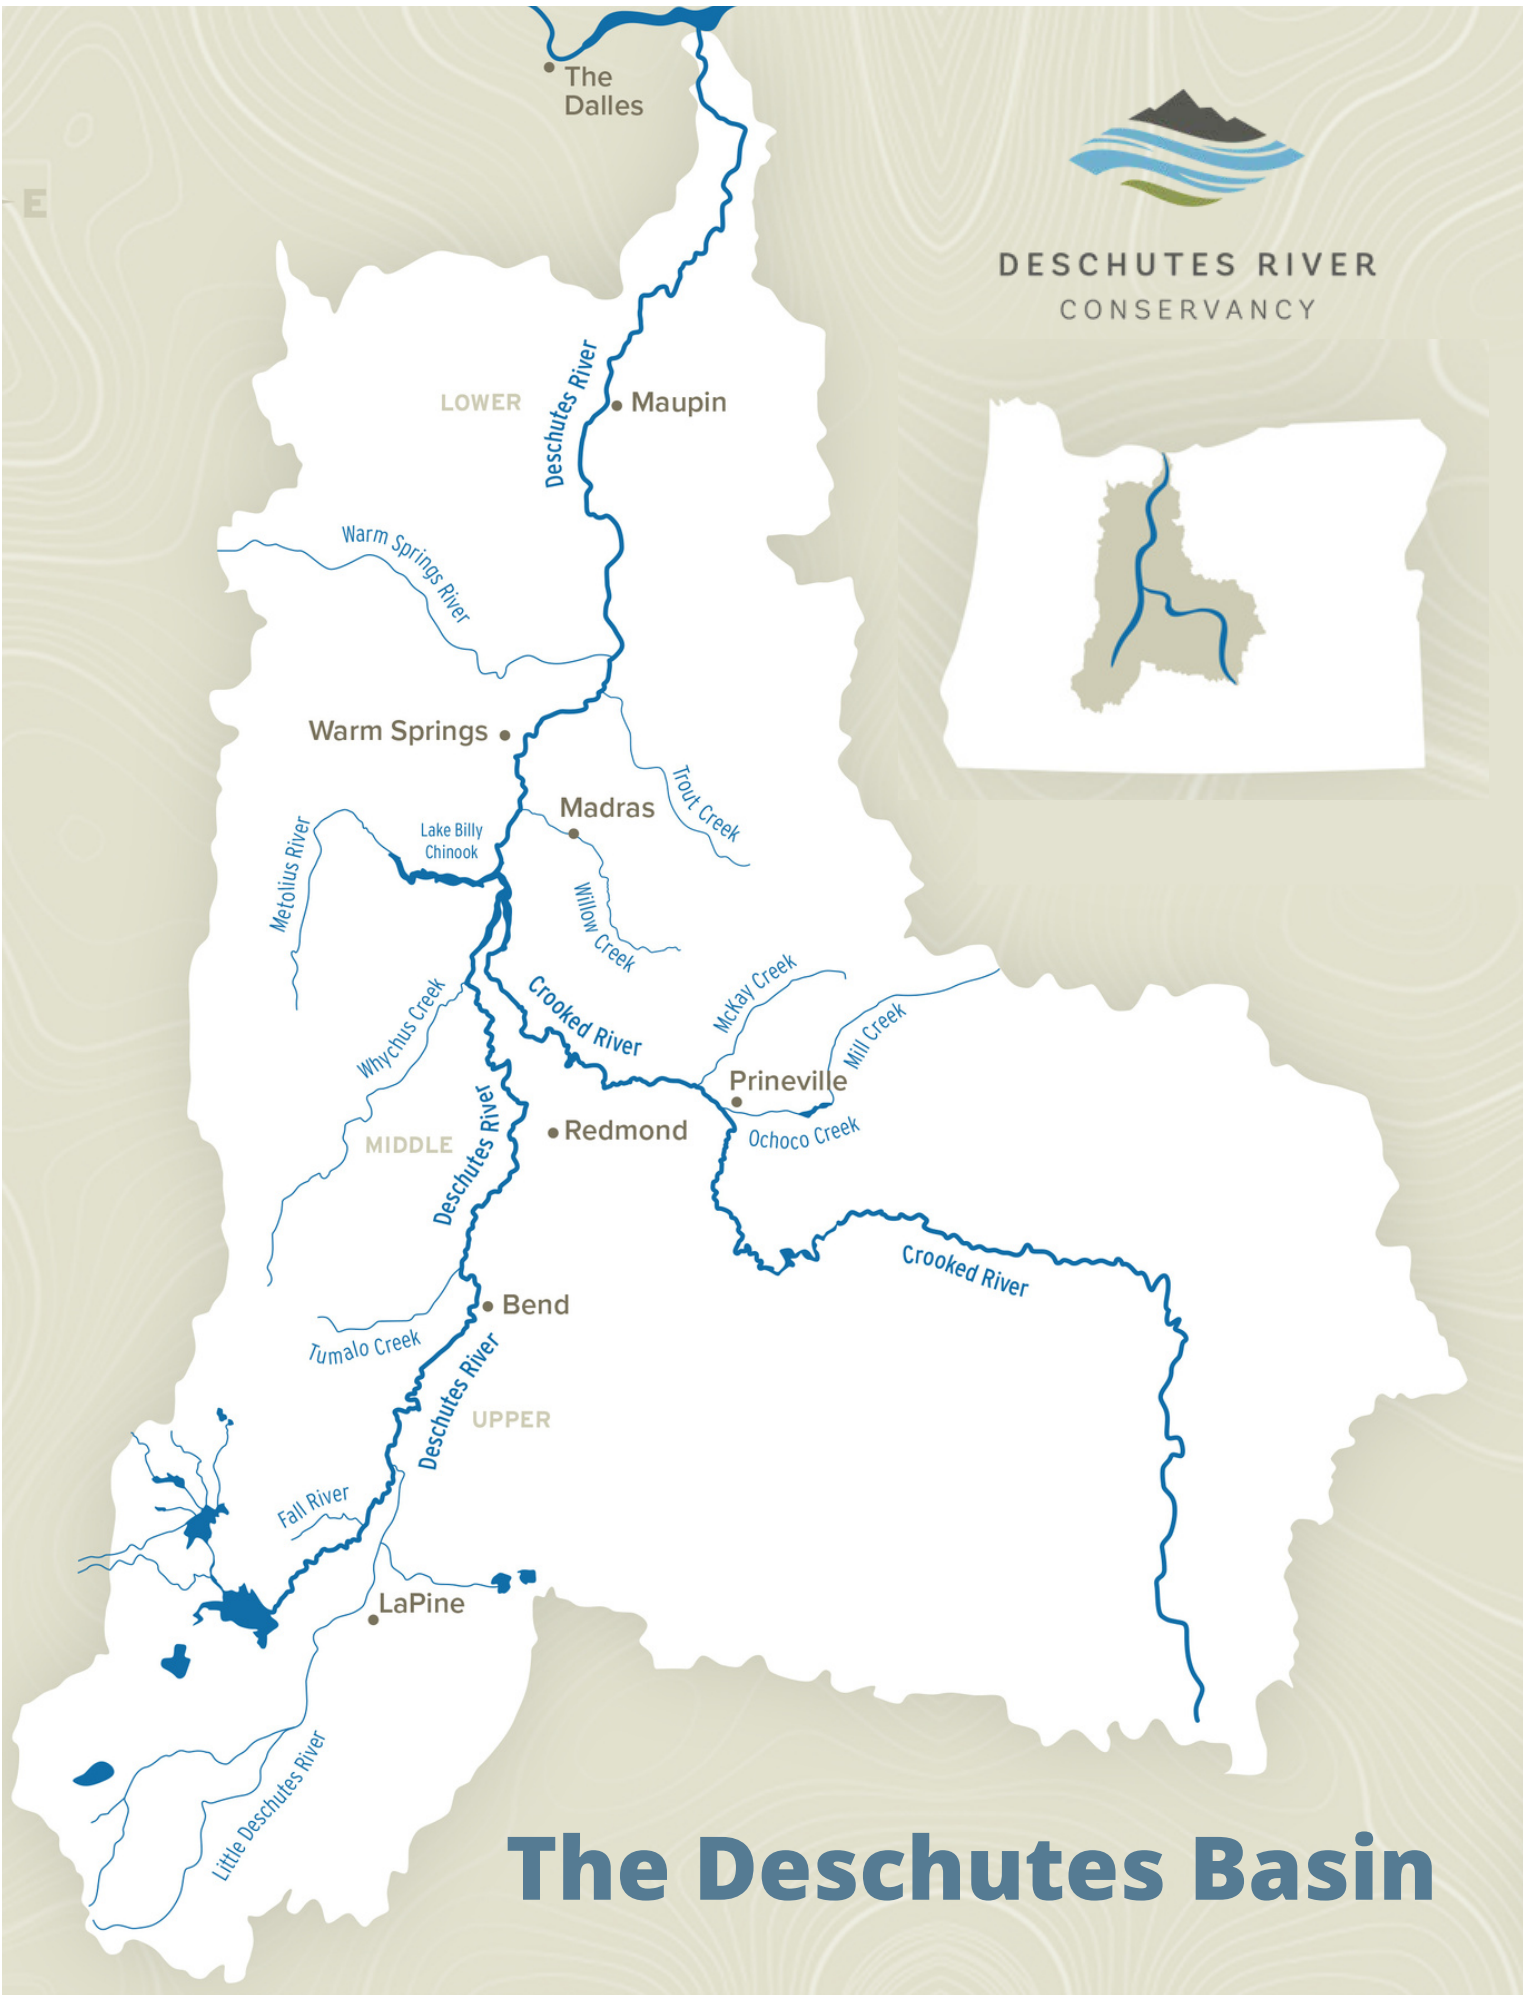 The
Dalles
E
DESCHUTES RIVER
CONSERVANCY
Deschutes River
LOWER
Maupin
Warm Springs River
Warm Springs
Trout Creek
Madras
Lake Billy
Chinook
Metolius River
Willow Creek
McKay Creek
Crooked River
Mill Creek
Whychus Creek
Prineville
Ochoco Creek
Redmond
MIDDLE
Deschutes River
Crooked River
Bend
Tumalo Creek
Deschutes River
UPPER
Fall River
LaPine
Little Deschutes River
The Deschutes Basin